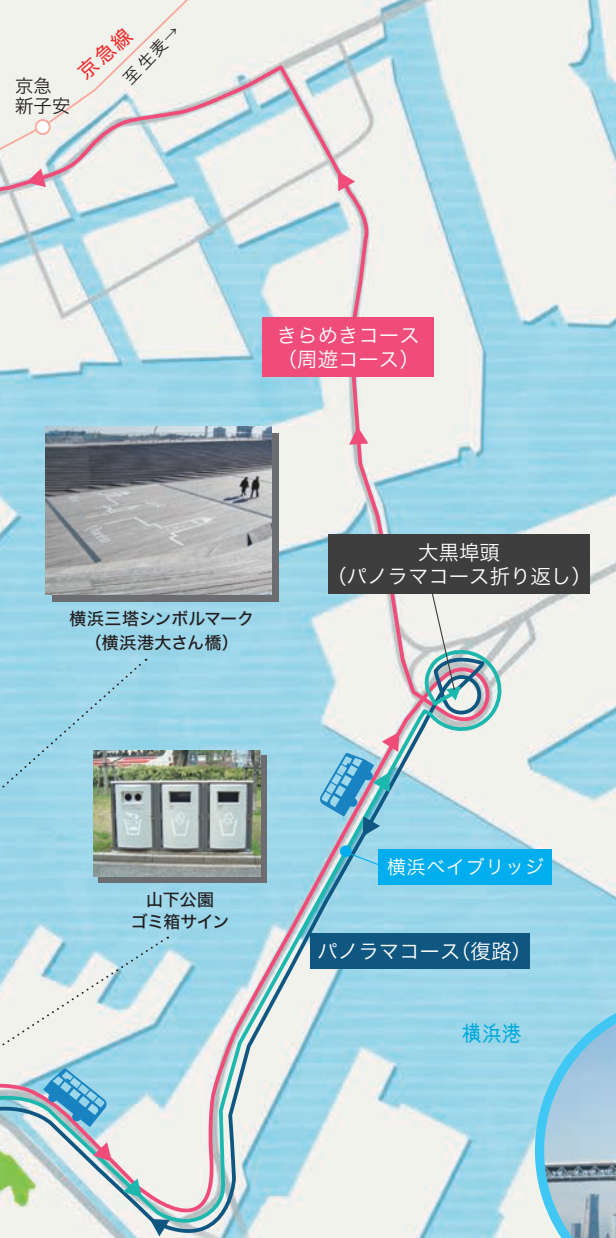 京急線
至生麦→
京急
新子安
きらめきコース
（周遊コース）
大黒埠頭
（パノラマコース折り返し）
横浜三塔シンボルマーク
（横浜港大さん橋）
山下公園
ゴミ箱サイン
横浜ベイブリッジ
パノラマコース（復路）
横浜港